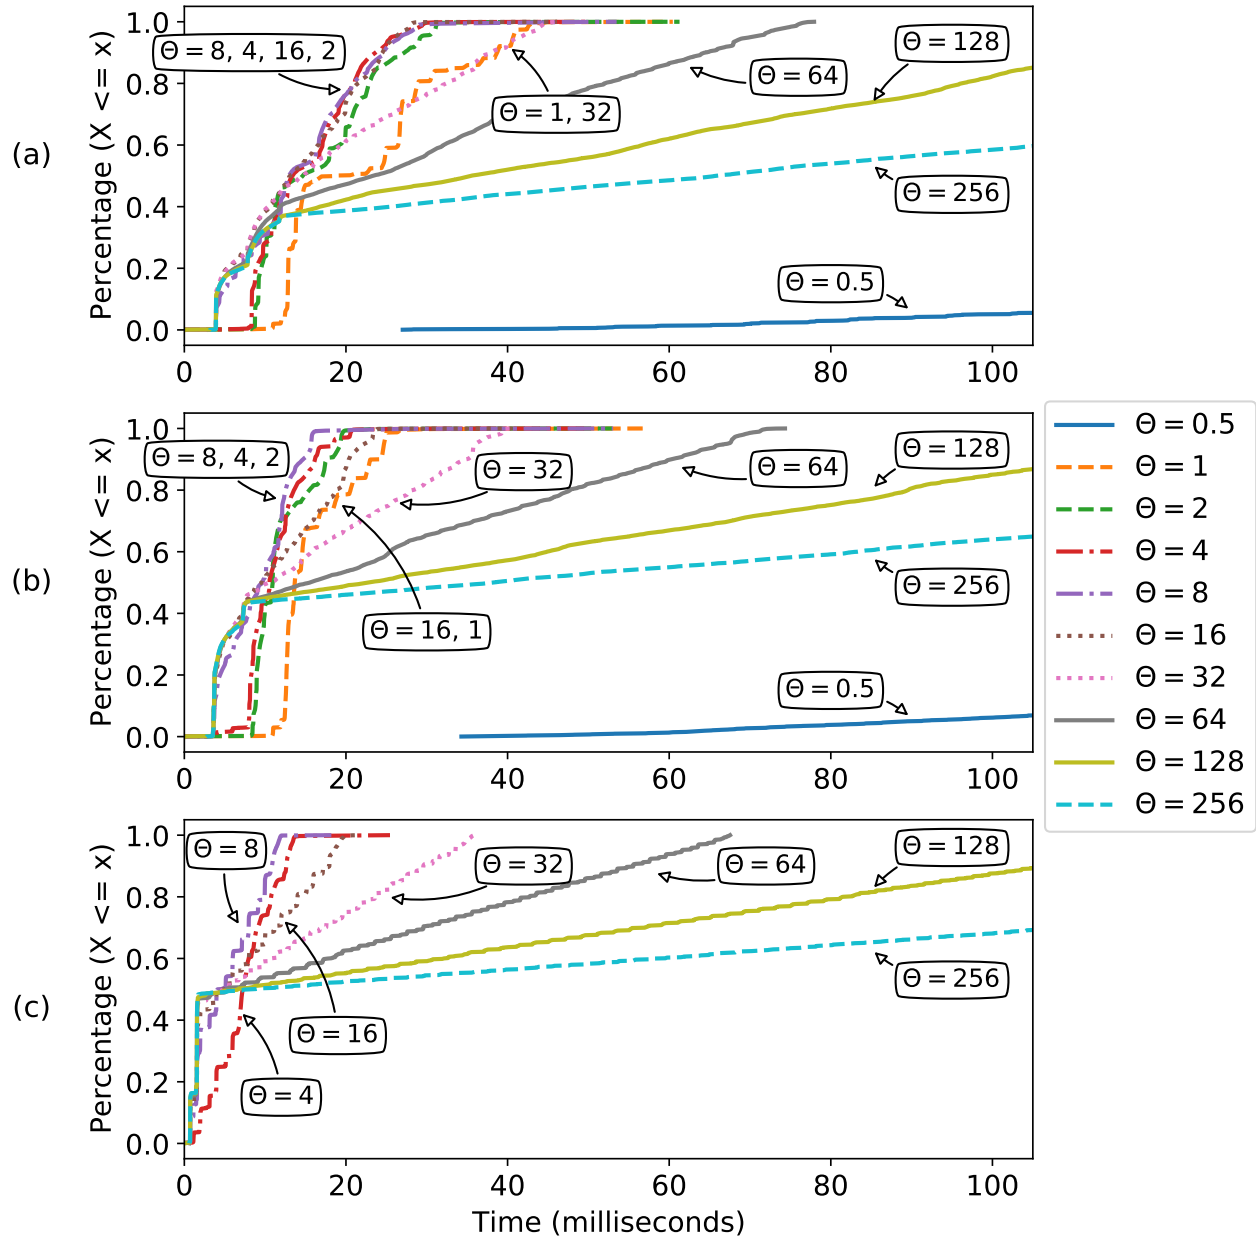 (a)
Percentage (X <= x)
1.0
0.8
0.6
0.4
0.2
0.0
Θ = 8, 4, 16, 2
Θ = 1, 32
Θ = 64
Θ = 128
Θ = 256
Θ = 0.5
0 20 40 60 80 100
(b)
Percentage (X <= x)
1.0
0.8
0.6
0.4
0.2
0.0
Θ = 8, 4, 2
Θ = 32
Θ = 16, 1
Θ = 64
Θ = 128
Θ = 256
Θ = 0.5
0 20 40 60 80 100
Θ = 0.5
Θ = 1
Θ = 2
Θ = 4
Θ = 8
Θ = 16
Θ = 32
Θ = 64
Θ = 128
Θ = 256
(c)
Percentage (X <= x)
1.0
0.8
0.6
0.4
0.2
0.0
Θ = 8
Θ = 32
Θ = 64
Θ = 128
Θ = 256
Θ = 16
Θ = 4
0 20 40 60 80 100
Time (milliseconds)